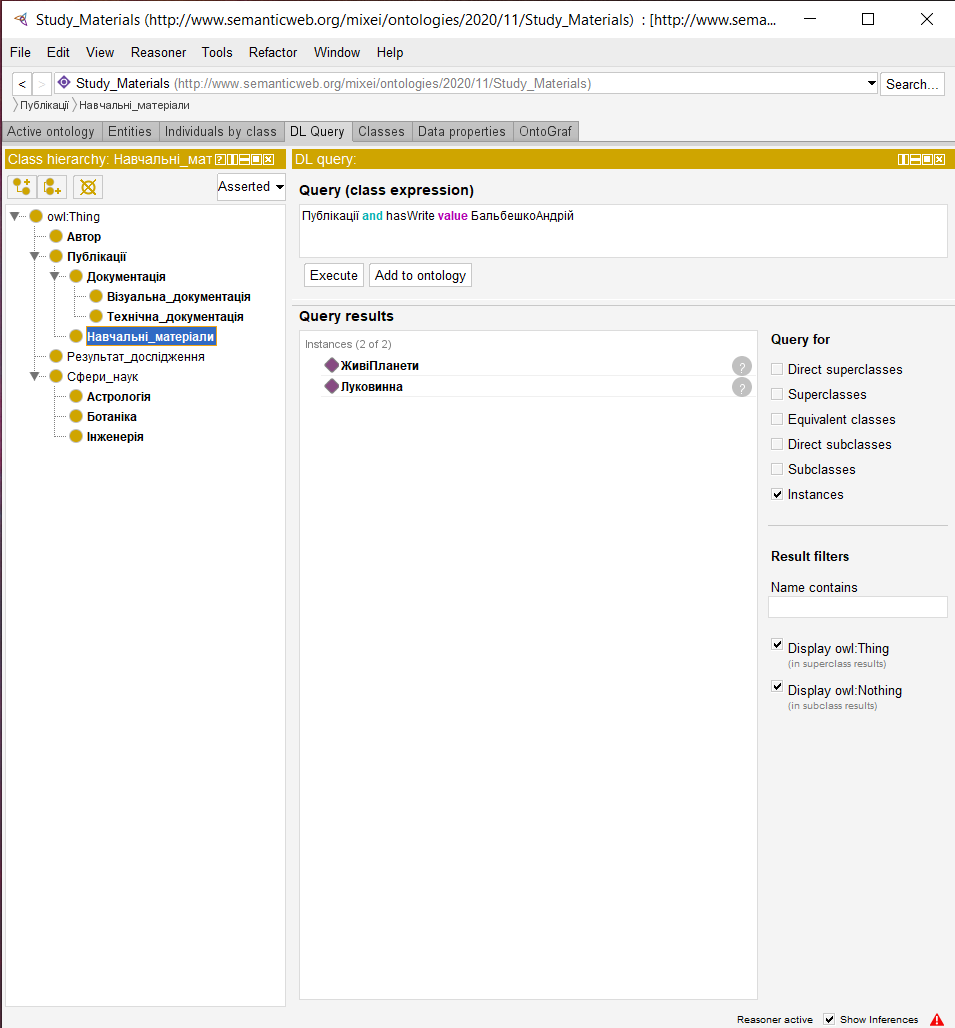 Study_Materials (http://www.semanticweb.org/mixei/ontologies/2020/11/Study_Materials) : [http://www.sema...
File Edit View Reasoner Tools Refactor Window Help
< > Study_Materials (http://www.semanticweb.org/mixei/ontologies/2020/11/Study_Materials) Search...
Публікації Навчальні_матеріали
Active ontology Entities Individuals by class DL Query Classes Data properties OntoGraf
Class hierarchy: Навчальні_мат
Asserted
owl:Thing
Автор
Публікації
Документація
Візуальна_документація
Технічна_документація
Навчальні_матеріали
Результат_дослідження
Сфери_наук
Астрологія
Ботаніка
Інженерія
DL query:
Query (class expression)
Публікації and hasWrite value БальбешкоАндрій
Execute Add to ontology
Query results
Instances (2 of 2)
ЖивіПланети ?
Луковинна ?
Query for
Direct superclasses
Superclasses
Equivalent classes
Direct subclasses
Subclasses
Instances
Result filters
Name contains
Display owl:Thing
(in superclass results)
Display owl:Nothing
(in subclass results)
Reasoner active Show Inferences